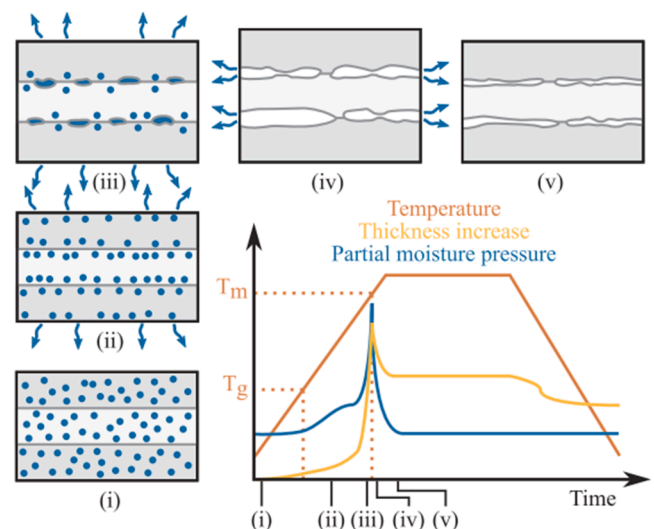 (iii)
(iv)
(v)
(ii)
(i)
Temperature
Thickness increase
Partial moisture pressure
Tm
Tg
Time
(i)
(ii)
(iii)
(iv)
(v)